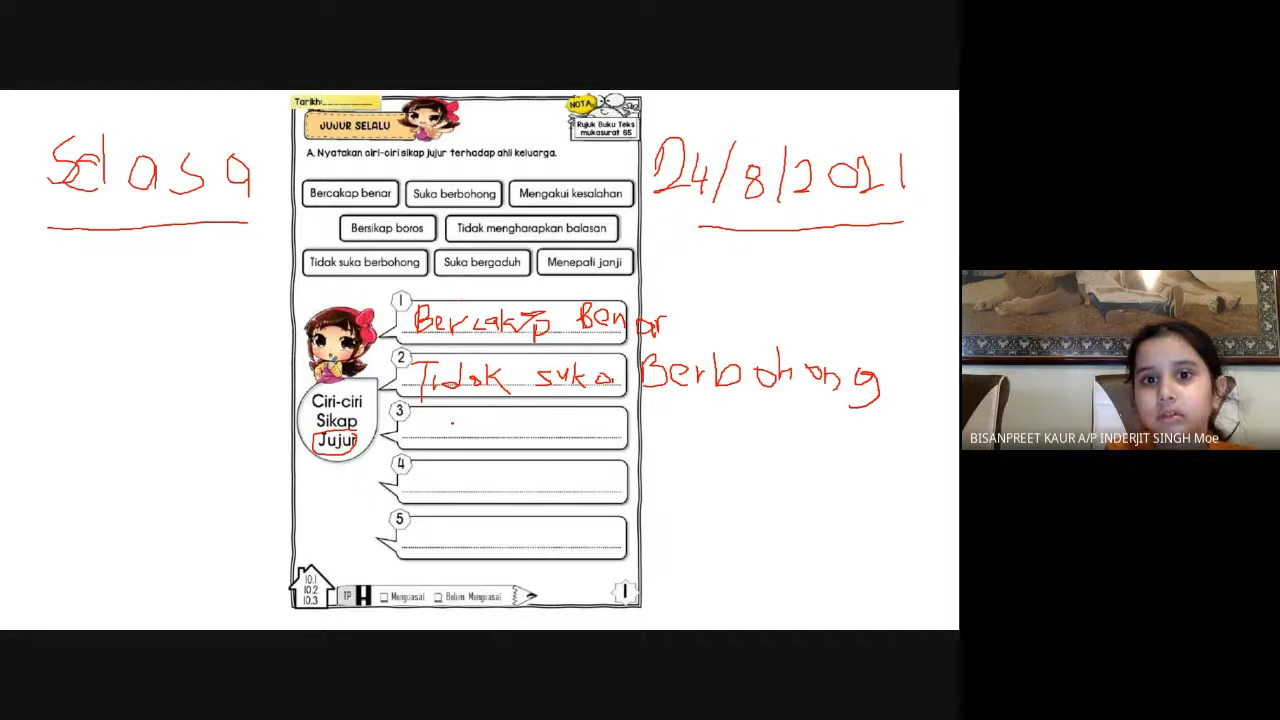 Tarikh:
JUJUR SELALU
NOTA
Rujuk Buku Teks
mukasurat 65
Selasa
24/8/2021
A. Nyatakan ciri-ciri sikap jujur terhadap ahli keluarga.
Bercakap benar
Suka berbohong
Mengakui kesalahan
Bersikap boros
Tidak mengharapkan balasan
Tidak suka berbohong
Suka bergaduh
Menepati janji
1
Bercakap Benar
2
Tidak suka Berbohong
Ciri-ciri
Sikap
Jujur
3
4
5
10.1
10.2
10.3
TP
Menguasai
Belum Menguasai
1
BISANPREET KAUR A/P INDERJIT SINGH Moe